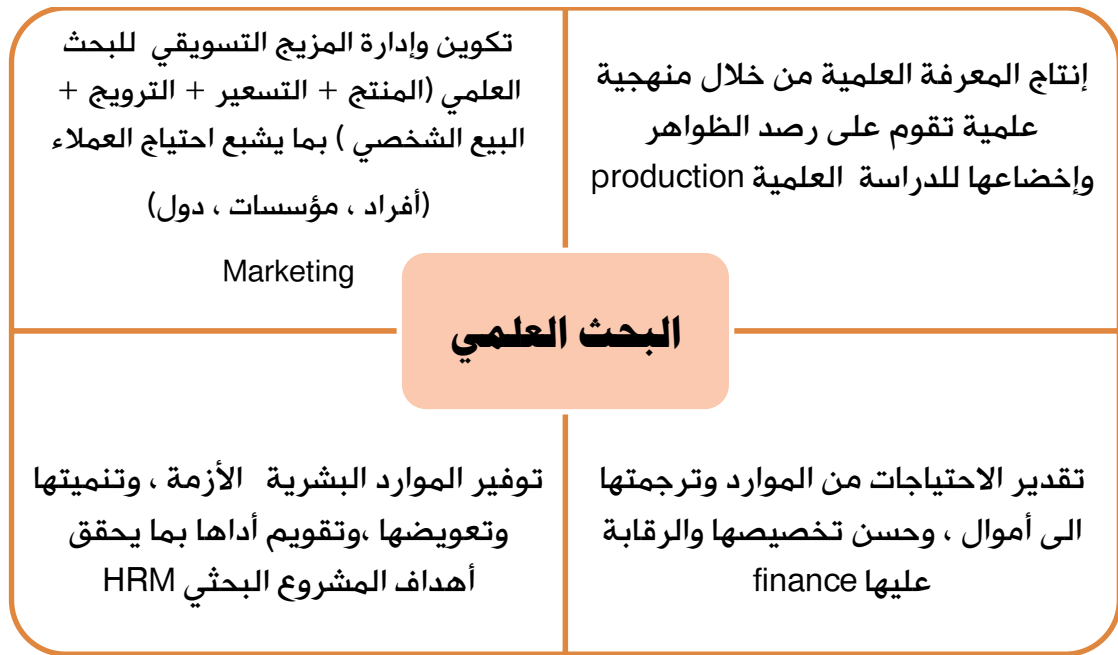 إنتاج المعرفة العلمية من خلال منهجية
علمية تقوم على رصد الظواهر
وإخضاعها للدراسة العلمية production
تكوين وإدارة المزيج التسويقي للبحث
العلمي (المنتج + التسعير + الترويج +
البيع الشخصي ) بما يشبع احتياج العملاء
(أفراد ، مؤسسات ، دول)
Marketing
البحث العلمي
تقدير الاحتياجات من الموارد وترجمتها
الى أموال ، وحسن تخصيصها والرقابة
عليها finance
توفير الموارد البشرية الأزمة ، وتنميتها
وتعويضها ،وتقويم أداها بما يحقق
أهداف المشروع البحثي HRM